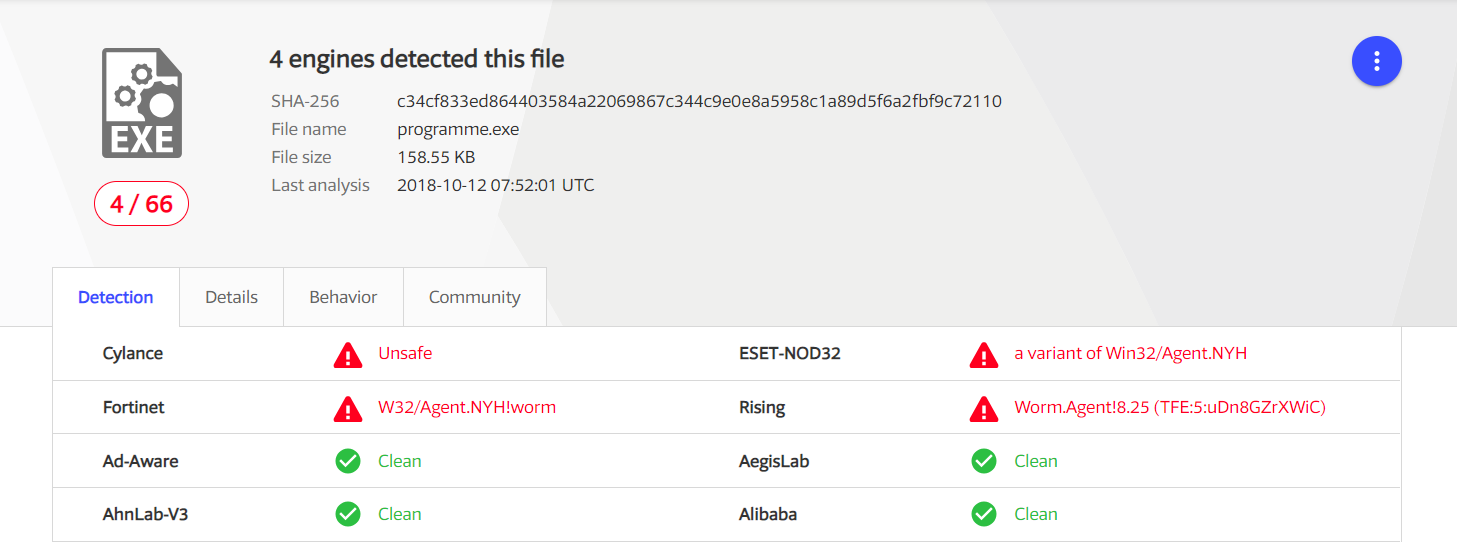 4 engines detected this file
SHA-256 c34cf833ed864403584a22069867c344c9e0e8a5958c1a89d5f6a2fbf9c72110
File name programme.exe
File size 158.55 KB
Last analysis 2018-10-12 07:52:01 UTC
EXE
4 / 66
Detection Details Behavior Community
Cylance Unsafe ESET-NOD32 a variant of Win32/Agent.NYH
Fortinet W32/Agent.NYH!worm Rising Worm.Agent!8.25 (TFE:5:uDn8GZrXWiC)
Ad-Aware Clean AegisLab Clean
AhnLab-V3 Clean Alibaba Clean